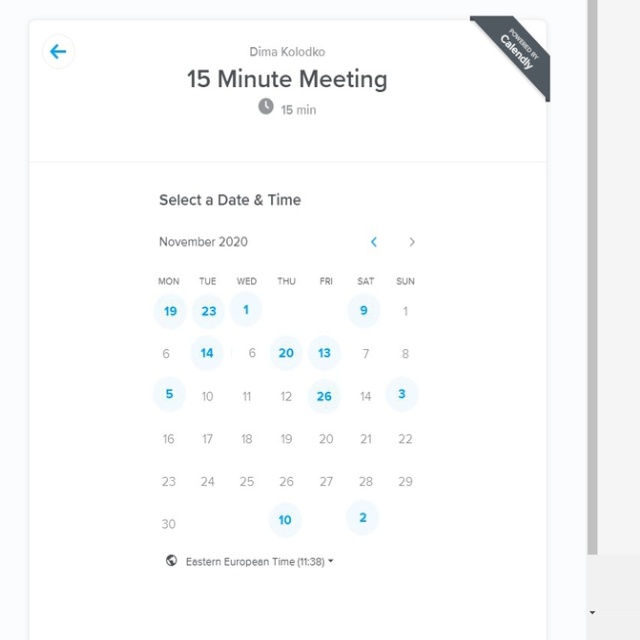 Dima Kolodko
15 Minute Meeting
15 min
POWERED BY
Calendly
Select a Date & Time
November 2020
MON TUE WED THU FRI SAT SUN
19 23 1 9 1
6 14 6 20 13 7 8
5 10 11 12 26 14 3
16 17 18 19 20 21 22
23 24 25 26 27 28 29
30 10 2
Eastern European Time (11:38)